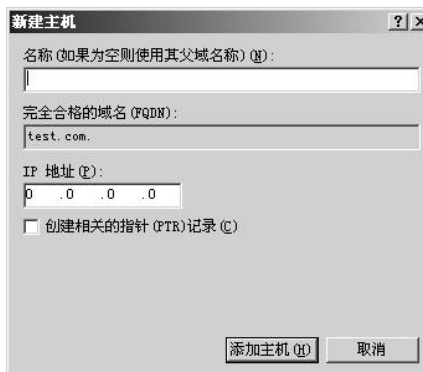 新建主机
名称(如果为空则使用其父域名称)(N):
完全合格的域名(FQDN):
test.com.
IP 地址(P):
0 .0 .0 .0
创建相关的指针(PTR)记录(C)
添加主机(H) 取消